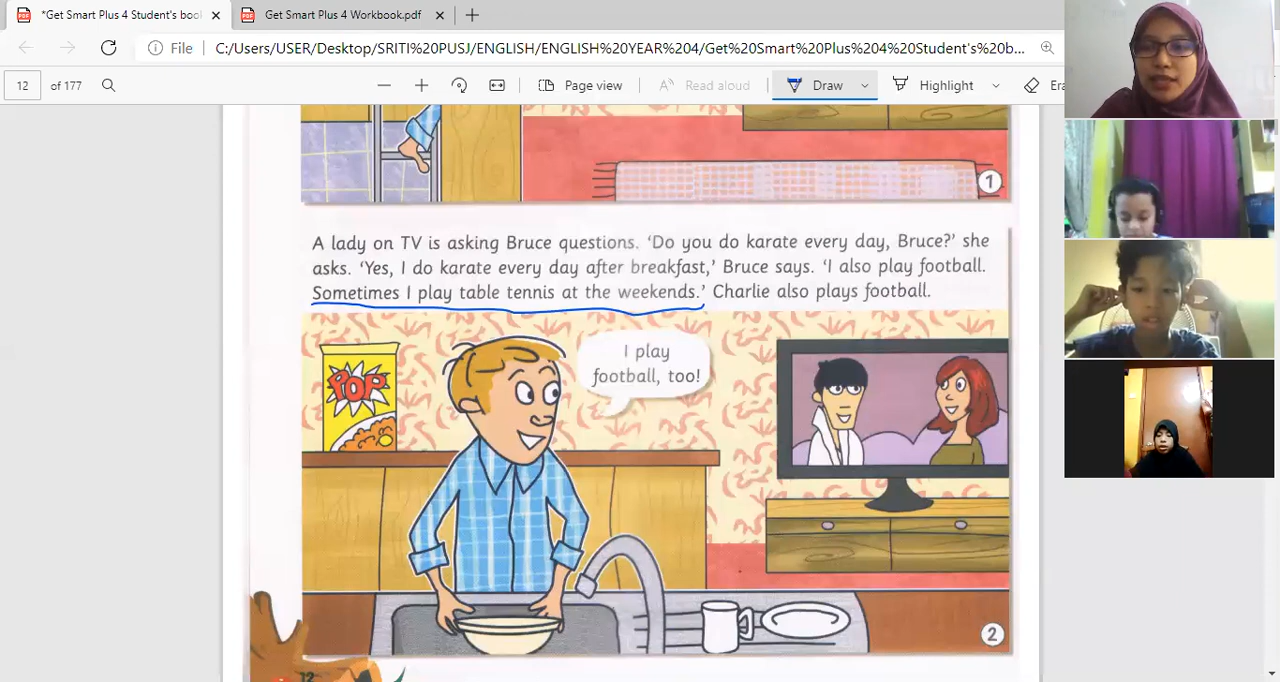 *Get Smart Plus 4 Student's boo
Get Smart Plus 4 Workbook.pdf
File
C:/Users/USER/Desktop/SRITI%20PUSJ/ENGLISH/ENGLISH%20YEAR%204/Get%20Smart%20Plus%204%20Student's%20b...
12 of 177
Page view
Read aloud
Draw
Highlight
Era
1
A lady on TV is asking Bruce questions. ‘Do you do karate every day, Bruce?’ she
asks. ‘Yes, I do karate every day after breakfast,’ Bruce says. ‘I also play football.
Sometimes I play table tennis at the weekends.’ Charlie also plays football.
I play
football, too!
POP
2
12